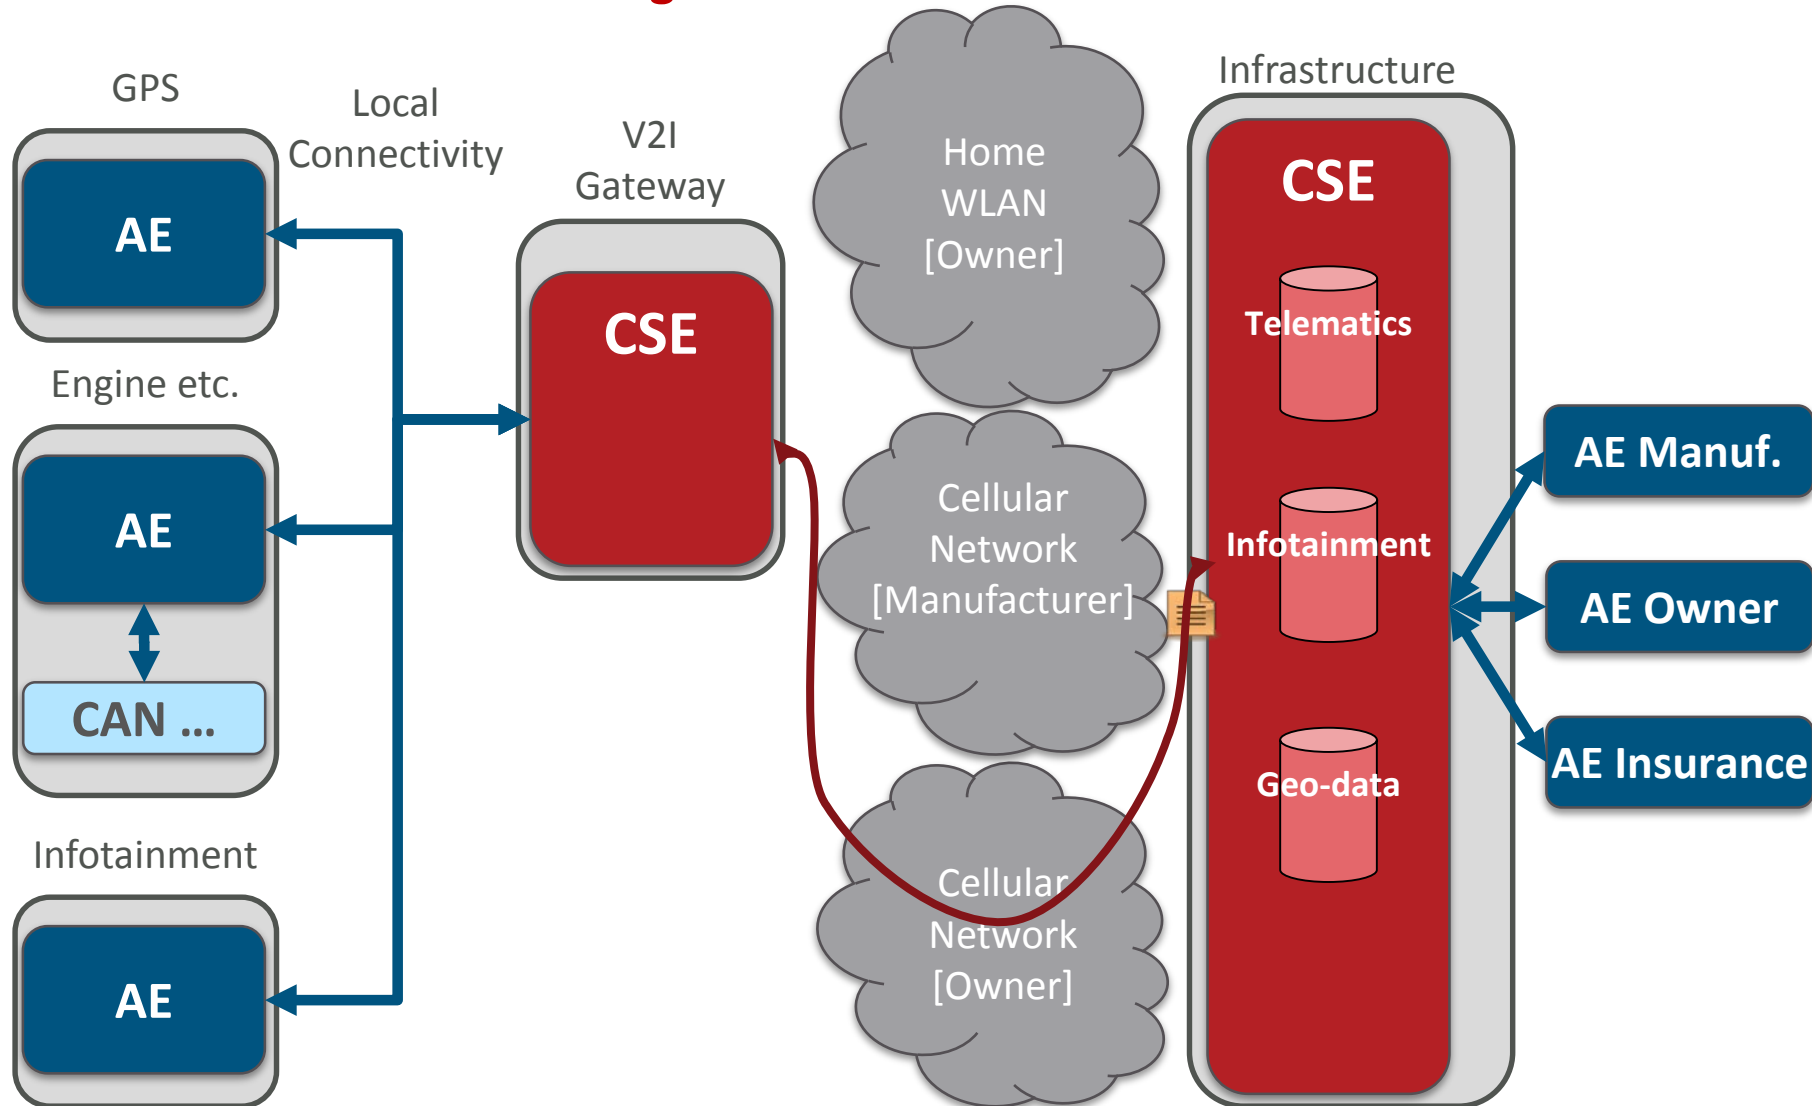 GPS
AE
Engine etc.
AE
CAN ...
Infotainment
AE
Local
Connectivity
V2I
Gateway
CSE
Home
WLAN
[Owner]
Cellular
Network
[Manufacturer]
Cellular
Network
[Owner]
Infrastructure
CSE
Telematics
Infotainment
Geo-data
AE Manuf.
AE Owner
AE Insurance